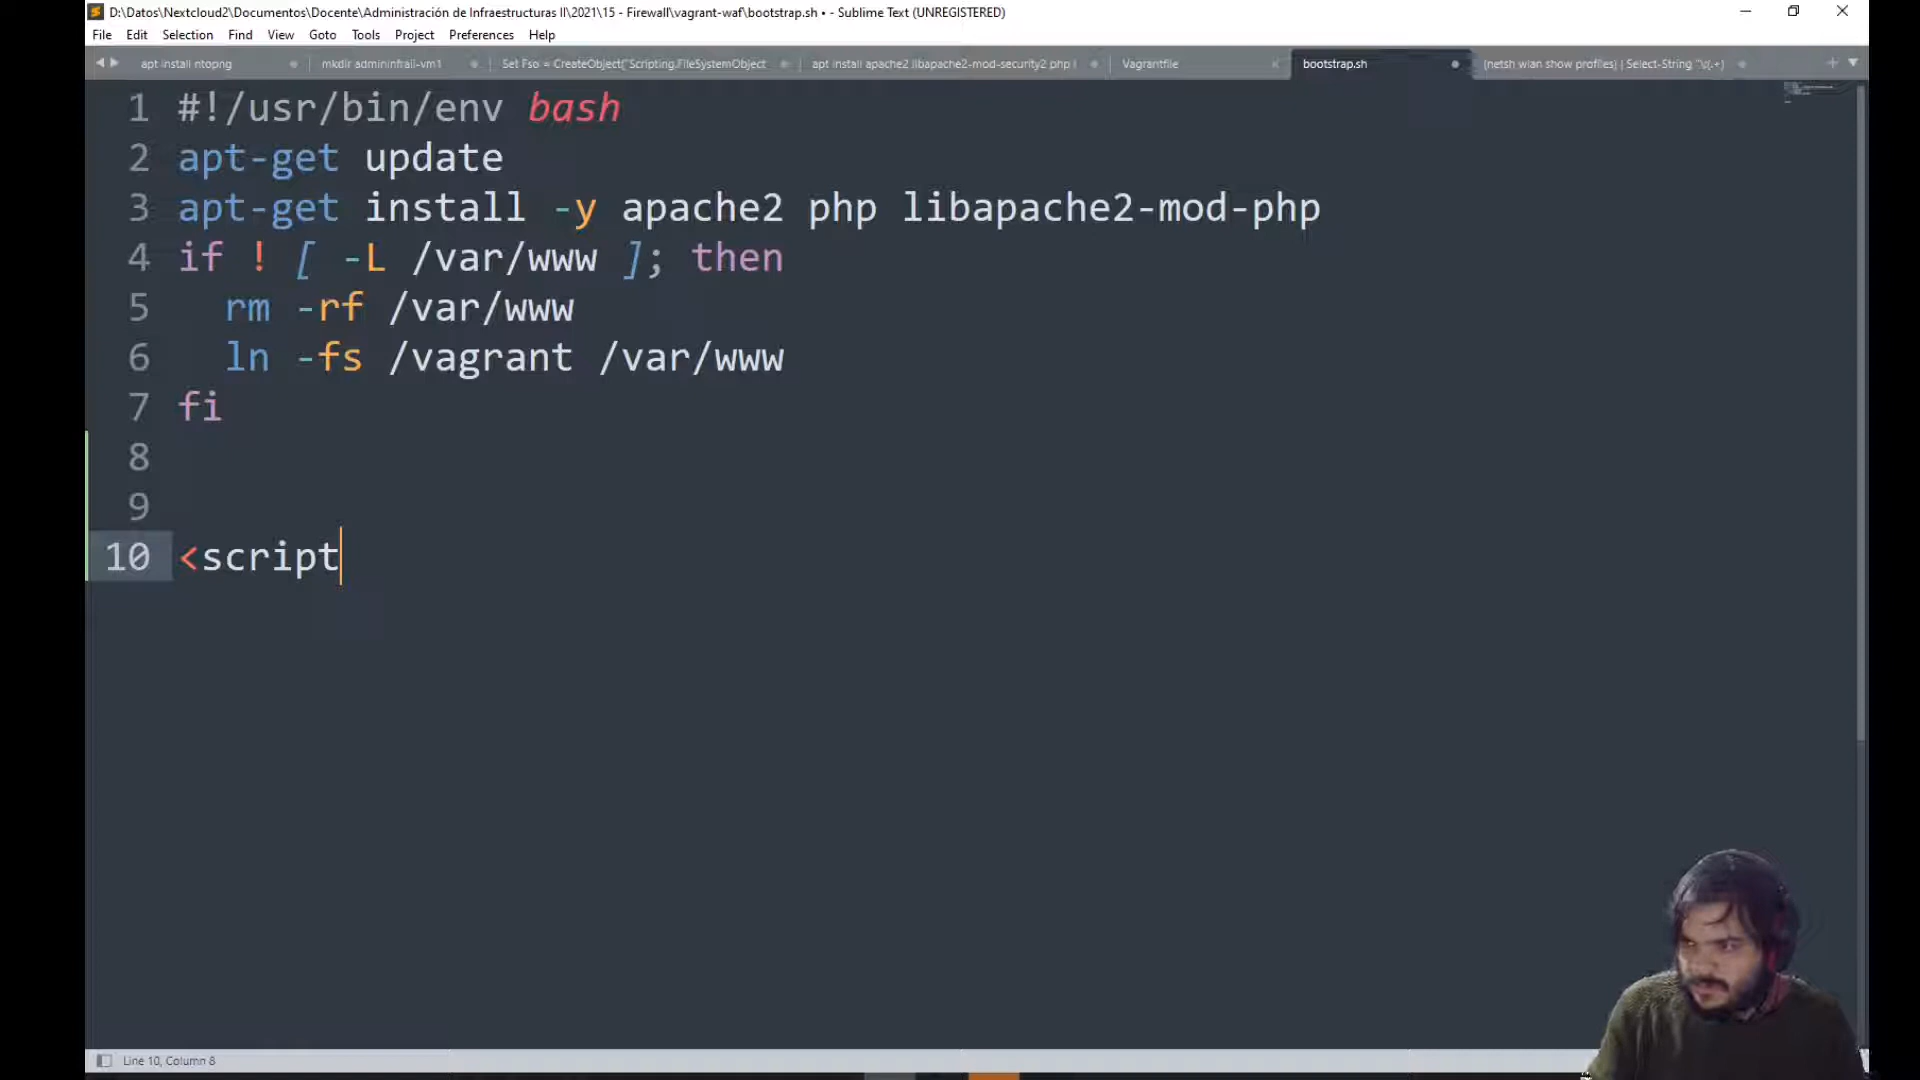 D:\Datos\Nextcloud2\Documentos\Docente\Administración de Infraestructuras II\2021\15 - Firewall\vagrant-waf\bootstrap.sh • - Sublime Text (UNREGISTERED)
File Edit Selection Find View Goto Tools Project Preferences Help
apt install ntopng mkdir admininfraii-vm1 Set Fso = CreateObject("Scripting.FileSystemObject apt install apache2 libapache2-mod-security2 php l Vagrantfile bootstrap.sh (netsh wlan show profiles) | Select-String "\:(.+)
1 #!/usr/bin/env bash
2 apt-get update
3 apt-get install -y apache2 php libapache2-mod-php
4 if ! [ -L /var/www ]; then
5 rm -rf /var/www
6 ln -fs /vagrant /var/www
7 fi
8
9
10 <script
Line 10, Column 8